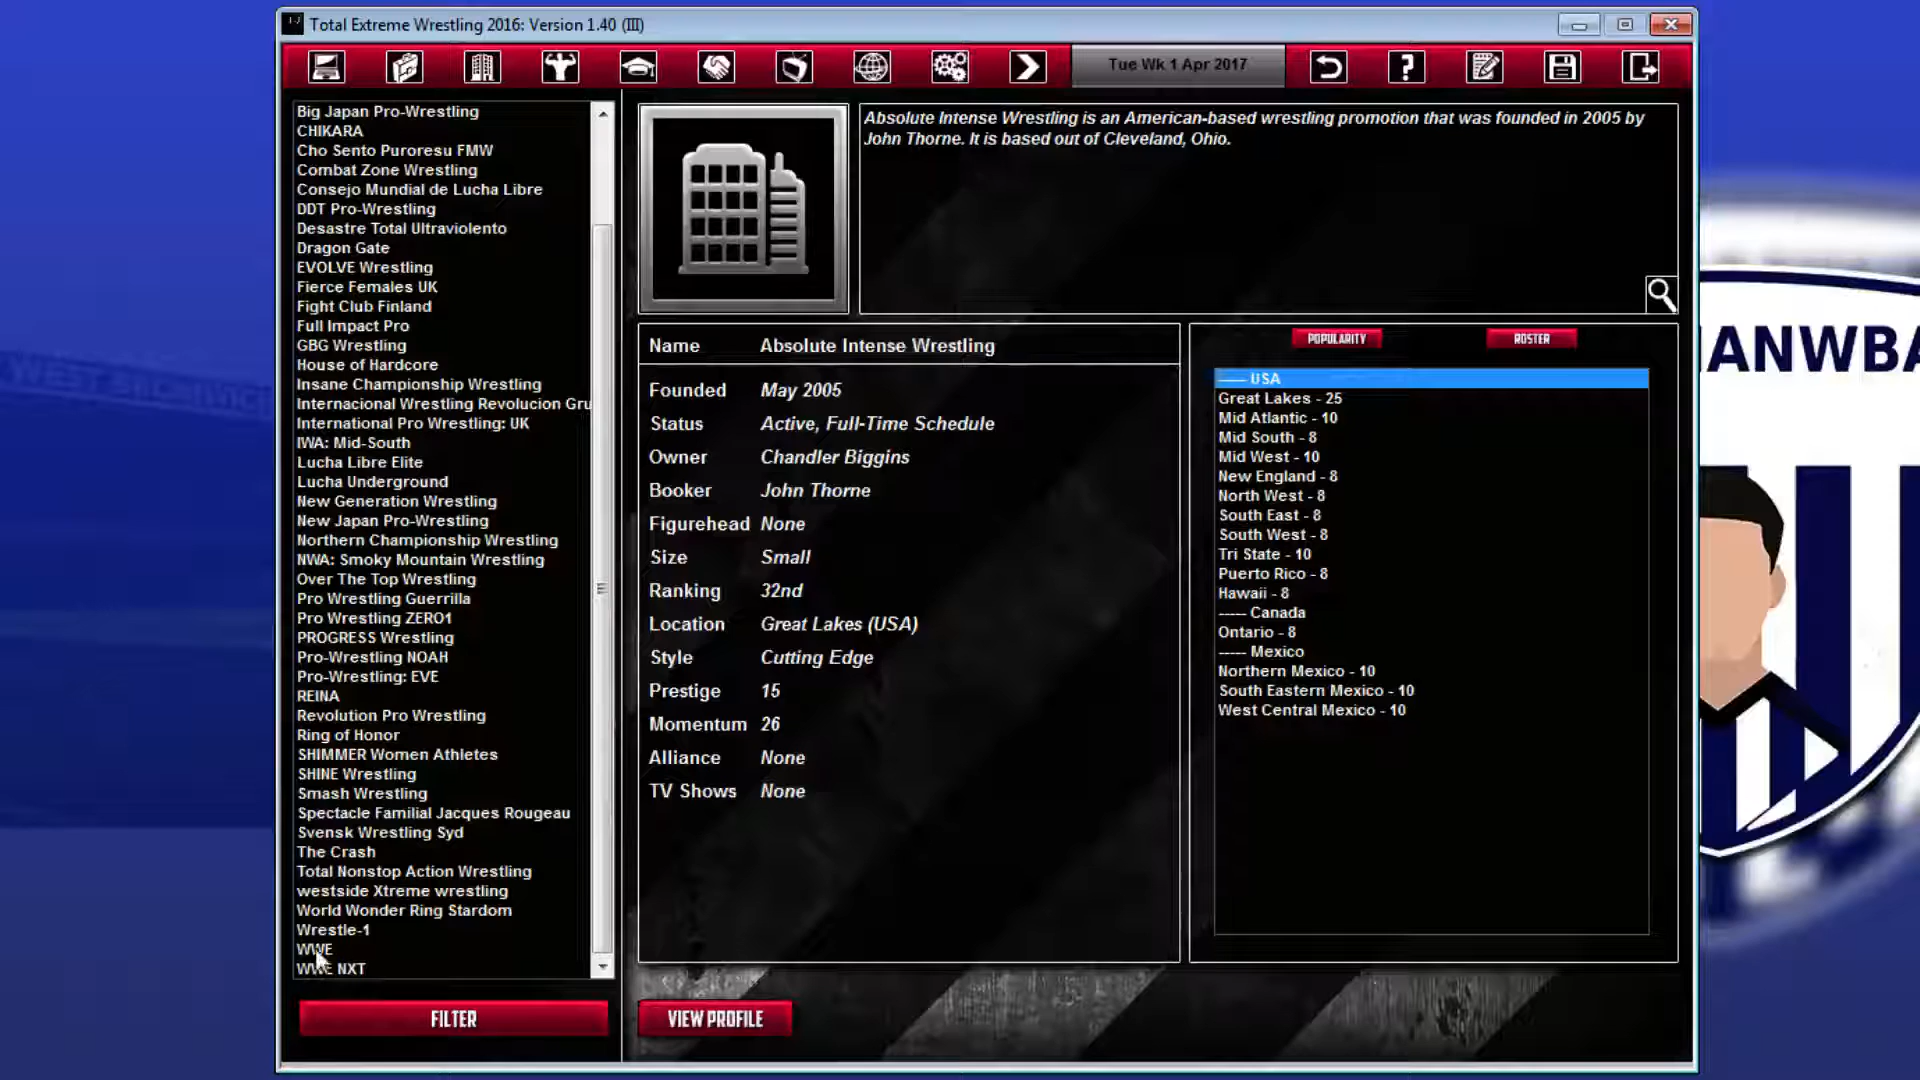 Total Extreme Wrestling 2016: Version 1.40 (III)
Tue Wk 1 Apr 2017
Big Japan Pro-Wrestling
CHIKARA
Cho Sento Puroresu FMW
Combat Zone Wrestling
Consejo Mundial de Lucha Libre
DDT Pro-Wrestling
Desastre Total Ultraviolento
Dragon Gate
EVOLVE Wrestling
Fierce Females UK
Fight Club Finland
Full Impact Pro
GBG Wrestling
House of Hardcore
Insane Championship Wrestling
Internacional Wrestling Revolucion Gru
International Pro Wrestling: UK
IWA: Mid-South
Lucha Libre Elite
Lucha Underground
New Generation Wrestling
New Japan Pro-Wrestling
Northern Championship Wrestling
NWA: Smoky Mountain Wrestling
Over The Top Wrestling
Pro Wrestling Guerrilla
Pro Wrestling ZERO1
PROGRESS Wrestling
Pro-Wrestling NOAH
Pro-Wrestling: EVE
REINA
Revolution Pro Wrestling
Ring of Honor
SHIMMER Women Athletes
SHINE Wrestling
Smash Wrestling
Spectacle Familial Jacques Rougeau
Svensk Wrestling Syd
The Crash
Total Nonstop Action Wrestling
westside Xtreme wrestling
World Wonder Ring Stardom
Wrestle-1
WWE
WWE NXT
FILTER
Absolute Intense Wrestling is an American-based wrestling promotion that was founded in 2005 by
John Thorne. It is based out of Cleveland, Ohio.
Name Absolute Intense Wrestling
Founded May 2005
Status Active, Full-Time Schedule
Owner Chandler Biggins
Booker John Thorne
Figurehead None
Size Small
Ranking 32nd
Location Great Lakes (USA)
Style Cutting Edge
Prestige 15
Momentum 26
Alliance None
TV Shows None
VIEW PROFILE
POPULARITY ROSTER
----- USA
Great Lakes - 25
Mid Atlantic - 10
Mid South - 8
Mid West - 10
New England - 8
North West - 8
South East - 8
South West - 8
Tri State - 10
Puerto Rico - 8
Hawaii - 8
----- Canada
Ontario - 8
----- Mexico
Northern Mexico - 10
South Eastern Mexico - 10
West Central Mexico - 10
ANWBA